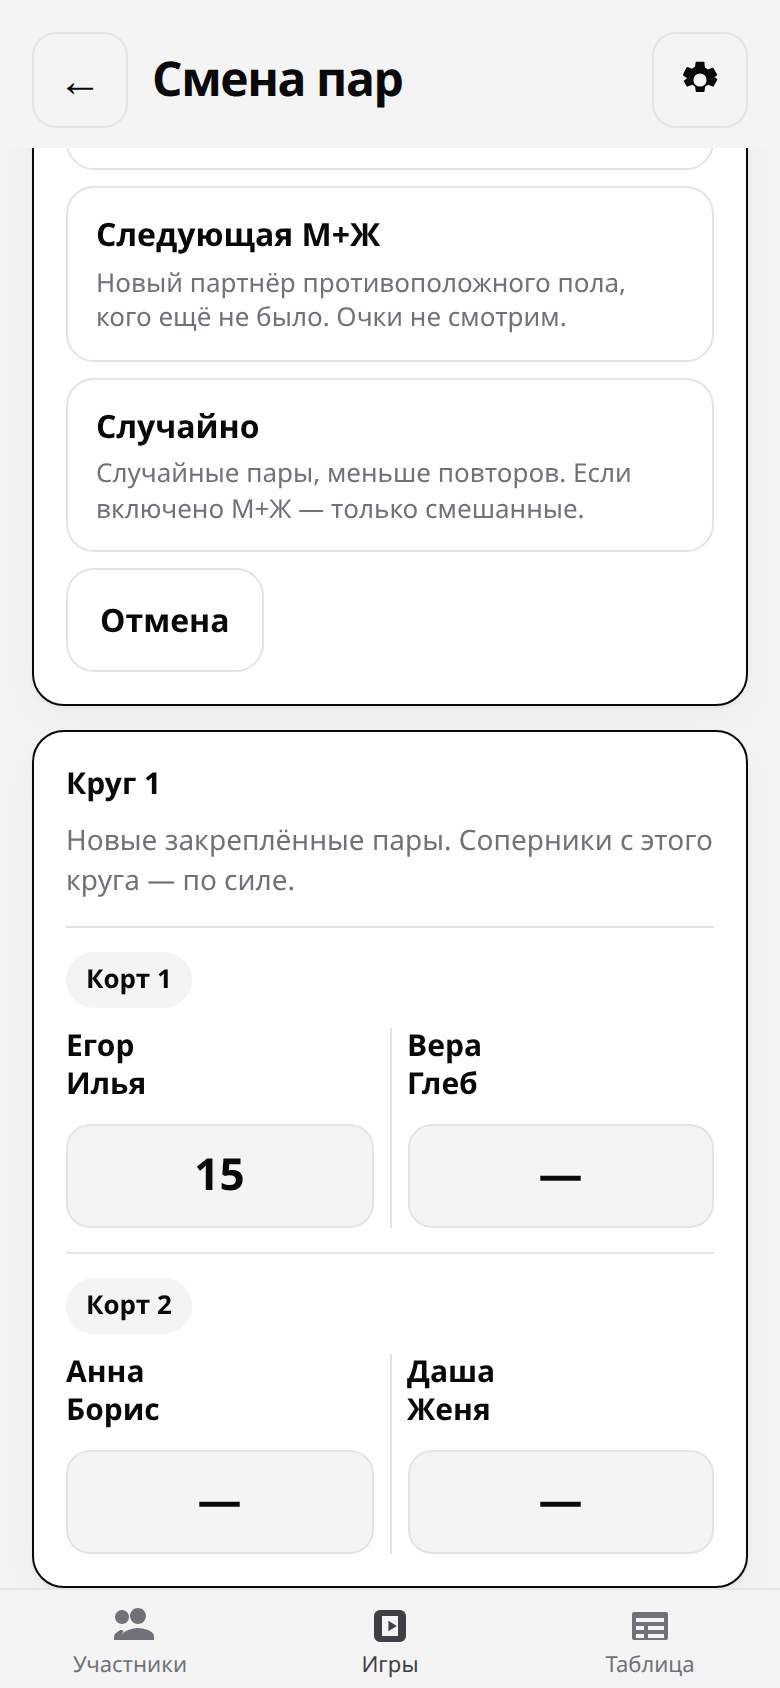 ← Смена пар
Следующая М+Ж
Новый партнёр противоположного пола,
кого ещё не было. Очки не смотрим.
Случайно
Случайные пары, меньше повторов. Если
включено М+Ж — только смешанные.
Отмена
Круг 1
Новые закреплённые пары. Соперники с этого
круга — по силе.
Корт 1
Егор
Илья
Вера
Глеб
15
—
Корт 2
Анна
Борис
Даша
Женя
—
—
Участники
Игры
Таблица